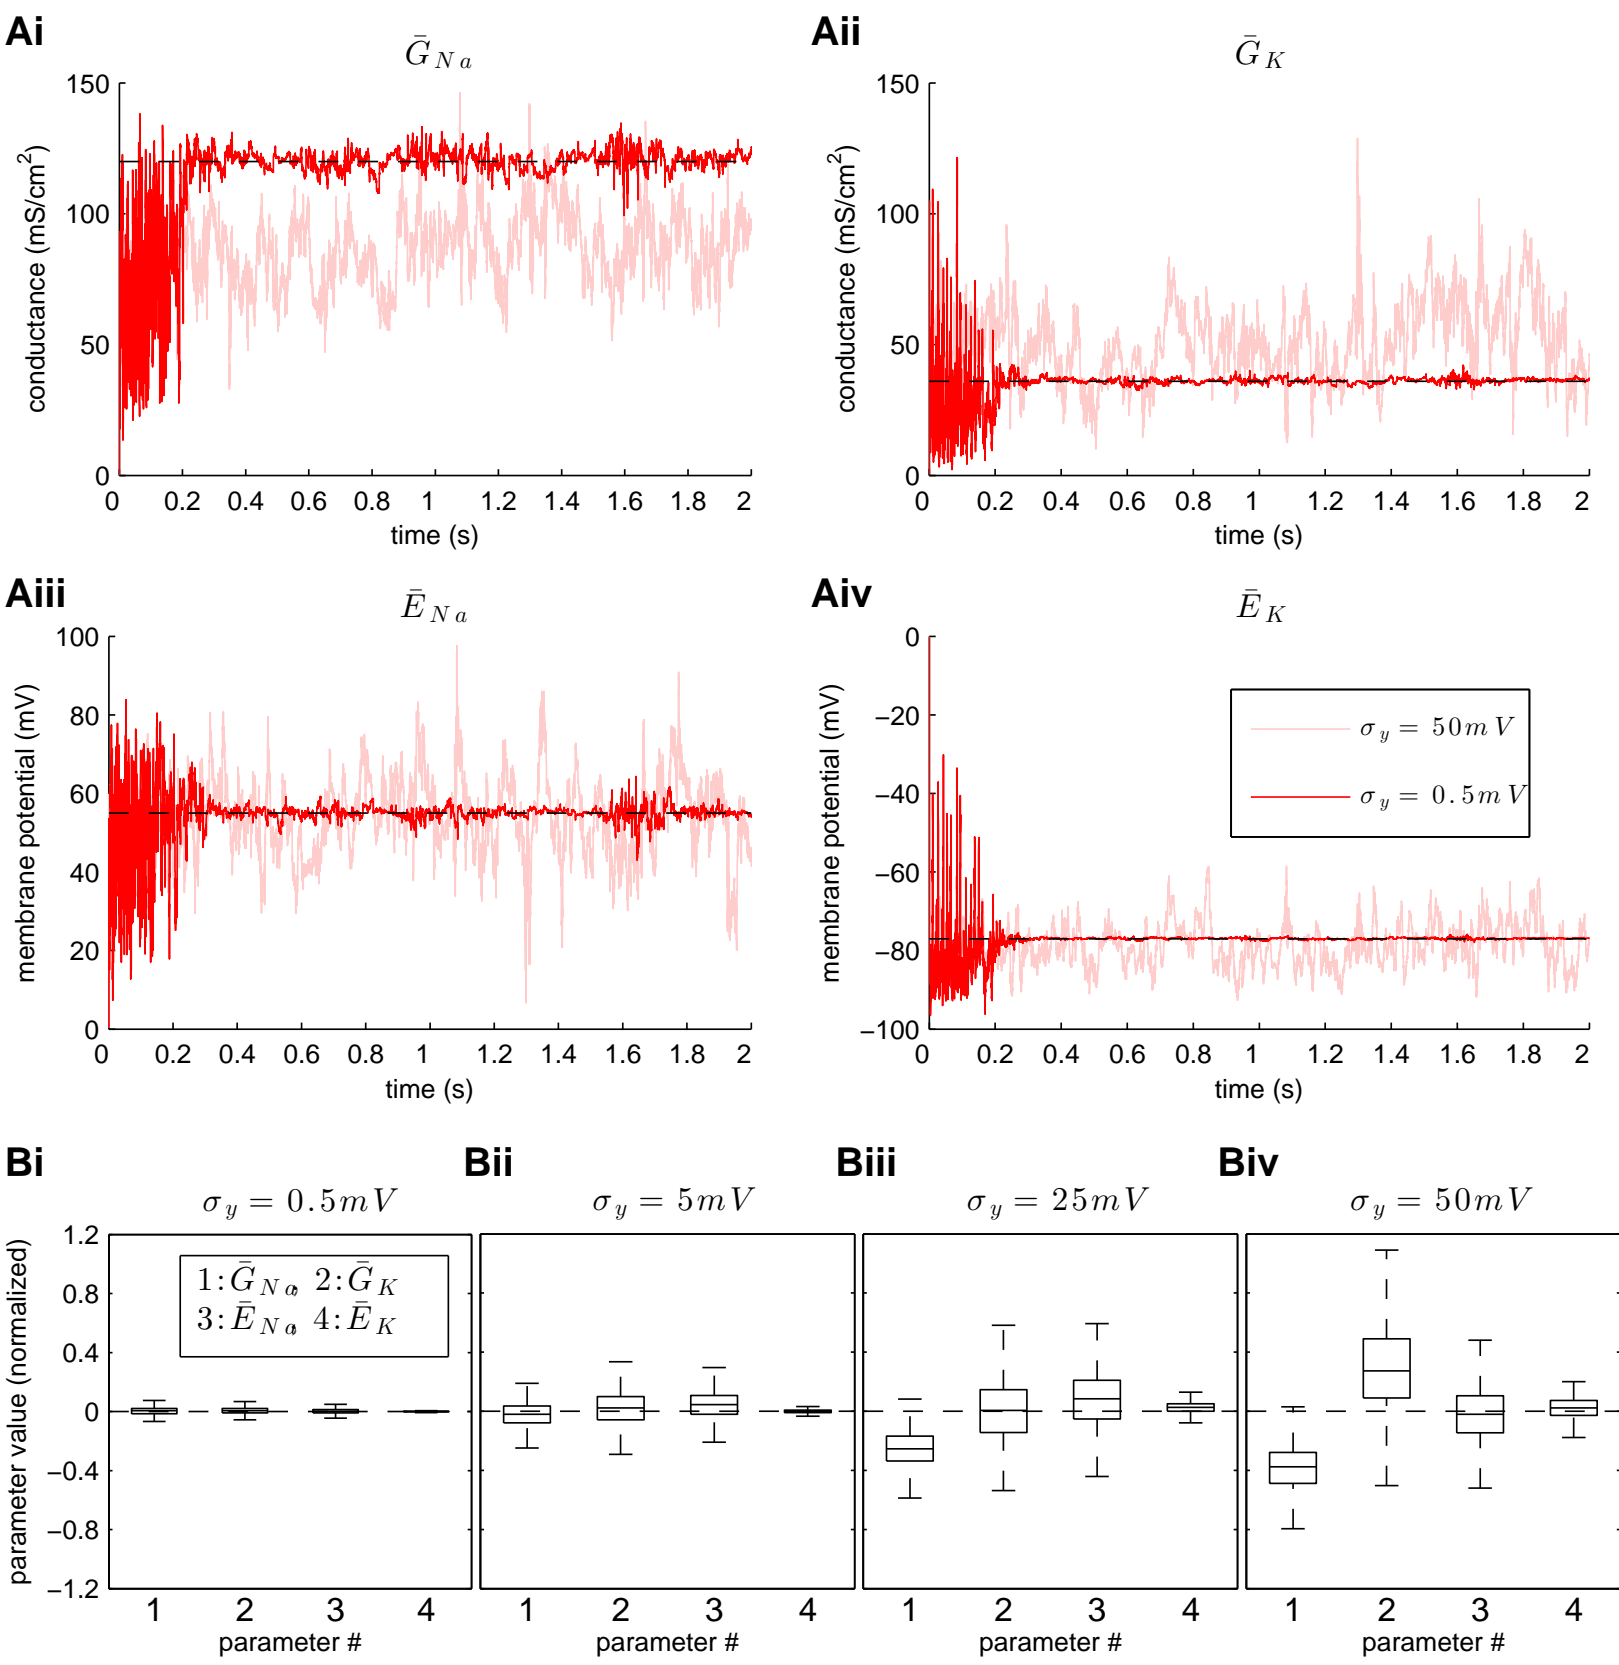 Ai
Aii
Ḡ_Na
Ḡ_K
150
100
50
0
conductance (mS/cm²)
0 0.2 0.4 0.6 0.8 1 1.2 1.4 1.6 1.8 2
time (s)
150
100
50
0
conductance (mS/cm²)
0 0.2 0.4 0.6 0.8 1 1.2 1.4 1.6 1.8 2
time (s)
Aiii
Aiv
Ē_Na
Ē_K
100
80
60
40
20
0
membrane potential (mV)
0 0.2 0.4 0.6 0.8 1 1.2 1.4 1.6 1.8 2
time (s)
0
−20
−40
−60
−80
−100
membrane potential (mV)
σ_y = 50mV
σ_y = 0.5mV
0 0.2 0.4 0.6 0.8 1 1.2 1.4 1.6 1.8 2
time (s)
Bi
Bii
Biii
Biv
σ_y = 0.5mV
σ_y = 5mV
σ_y = 25mV
σ_y = 50mV
1.2
0.8
0.4
0
−0.4
−0.8
−1.2
parameter value (normalized)
1:Ḡ_Na, 2:Ḡ_K
3:Ē_Na, 4:Ē_K
1 2 3 4
parameter #
1 2 3 4
parameter #
1 2 3 4
parameter #
1 2 3 4
parameter #